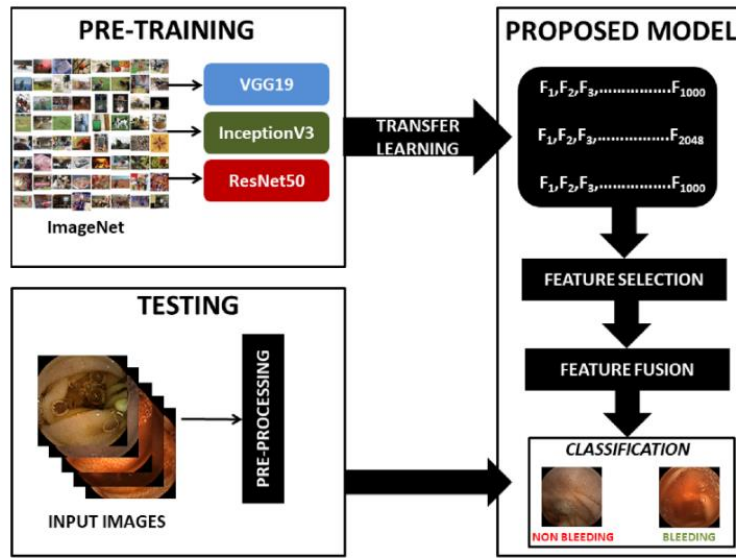 PRE-TRAINING
VGG19
InceptionV3
ResNet50
ImageNet
TRANSFER
LEARNING
PROPOSED MODEL
F1,F2,F3,................F1000
F1,F2,F3,................F2048
F1,F2,F3,................F1000
FEATURE SELECTION
FEATURE FUSION
CLASSIFICATION
NON BLEEDING
BLEEDING
TESTING
PRE-PROCESSING
INPUT IMAGES